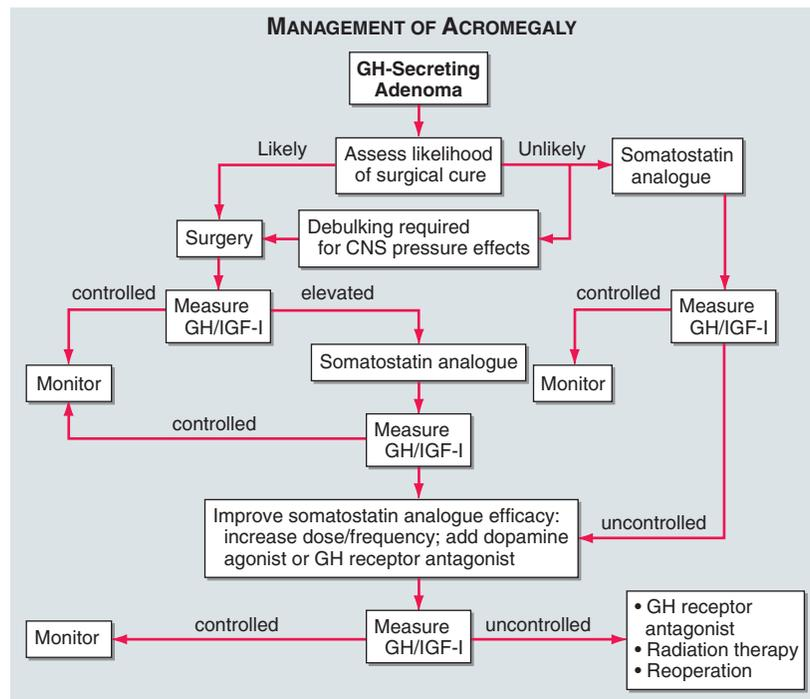 MANAGEMENT OF ACROMEGALY
GH-Secreting
Adenoma
Likely
Assess likelihood
of surgical cure
Unlikely
Somatostatin
analogue
Surgery
Debulking required
for CNS pressure effects
controlled
Measure
GH/IGF-I
elevated
controlled
Measure
GH/IGF-I
Somatostatin analogue
Monitor
Monitor
controlled
Measure
GH/IGF-I
Improve somatostatin analogue efficacy:
increase dose/frequency; add dopamine
agonist or GH receptor antagonist
uncontrolled
Monitor
controlled
Measure
GH/IGF-I
uncontrolled
• GH receptor
antagonist
• Radiation therapy
• Reoperation